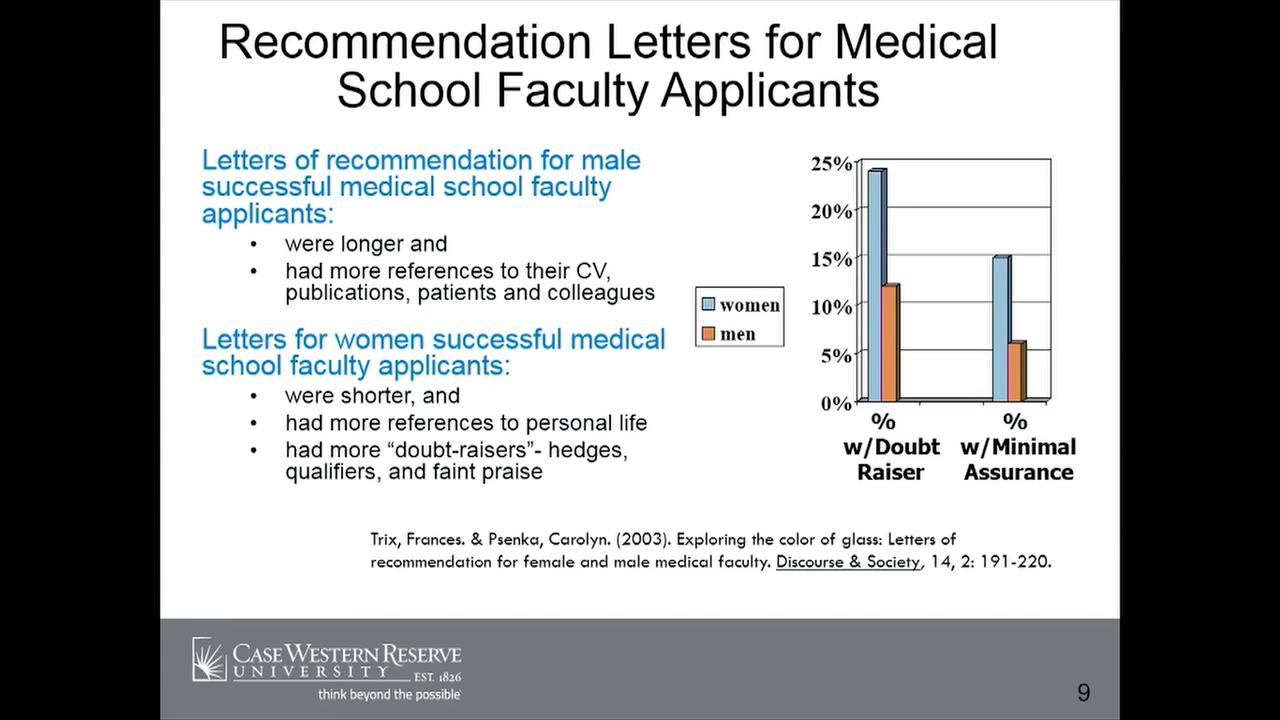 Recommendation Letters for Medical
School Faculty Applicants
Letters of recommendation for male
successful medical school faculty
applicants:
• were longer and
• had more references to their CV,
publications, patients and colleagues
Letters for women successful medical
school faculty applicants:
• were shorter, and
• had more references to personal life
• had more “doubt-raisers”- hedges,
qualifiers, and faint praise
women
men
25%
20%
15%
10%
5%
0%
%
w/Doubt
Raiser
%
w/Minimal
Assurance
Trix, Frances. & Psenka, Carolyn. (2003). Exploring the color of glass: Letters of
recommendation for female and male medical faculty. Discourse & Society, 14, 2: 191-220.
CASE WESTERN RESERVE
UNIVERSITY EST. 1826
think beyond the possible
9